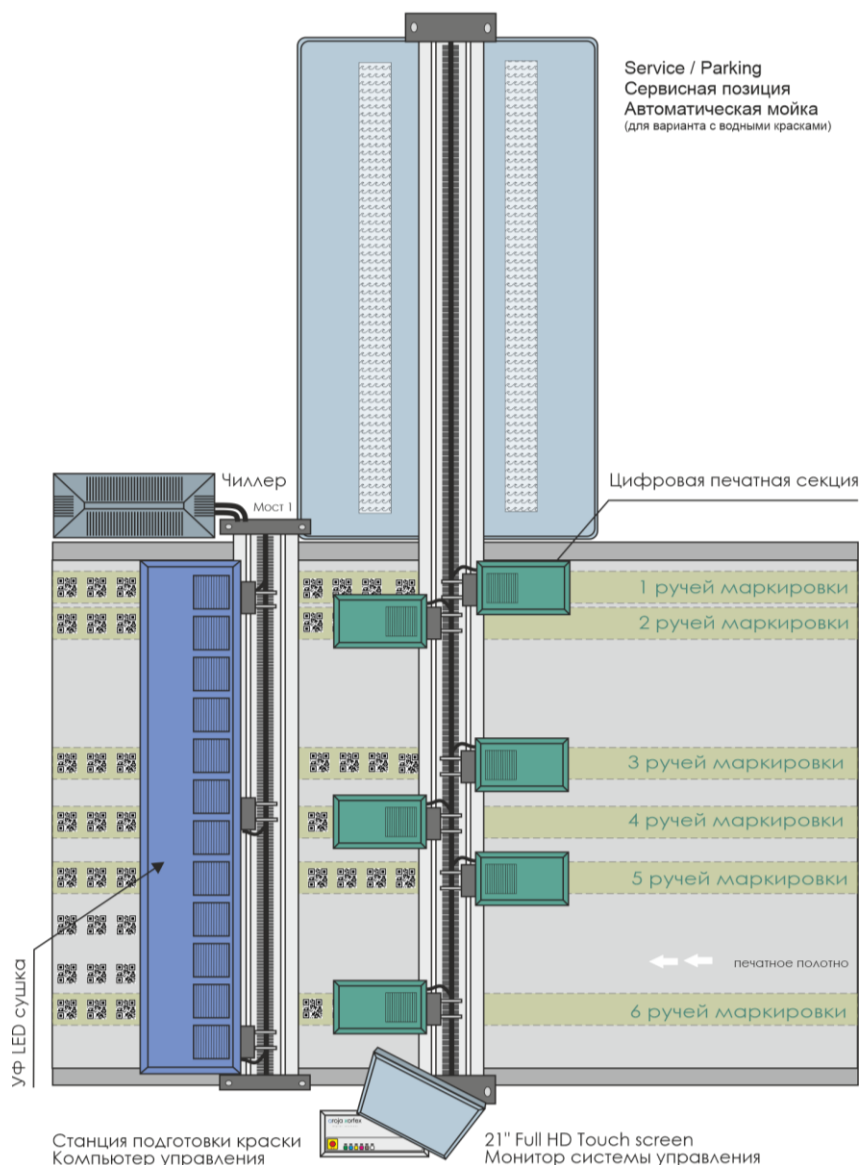 Service / Parking
Сервисная позиция
Автоматическая мойка
(для варианта с водными красками)
Чиллер
Мост 1
Цифровая печатная секция
1 ручей маркировки
2 ручей маркировки
3 ручей маркировки
4 ручей маркировки
5 ручей маркировки
печатное полотно
6 ручей маркировки
УФ LED сушка
Станция подготовки краски
Компьютер управления
21" Full HD Touch screen
Монитор системы управления